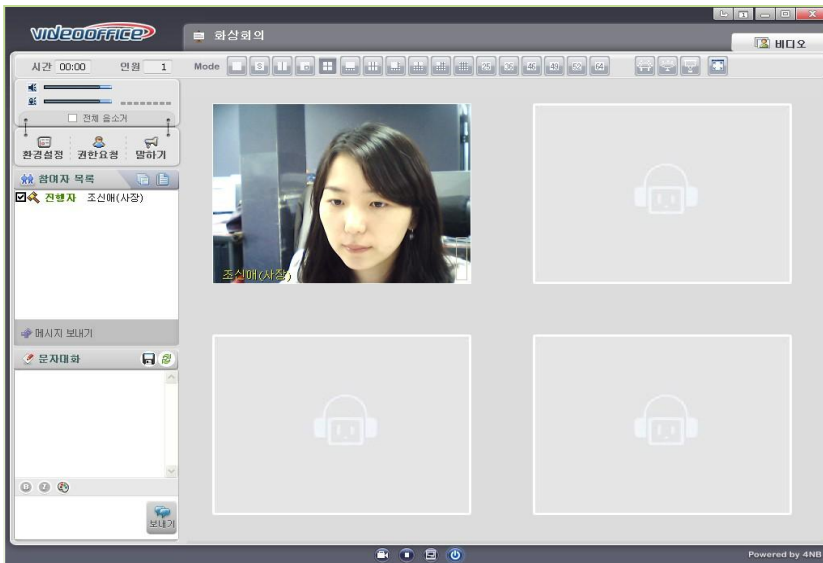 VIDEOOFFICE
화상회의
비디오
시간 00:00 인원 1
Mode
전체 음소거
환경설정 권한요청 말하기
참여자 목록
진행자 조신애(사장)
조신애(사장)
메시지 보내기
문자대화
보내기
Powered by 4NB